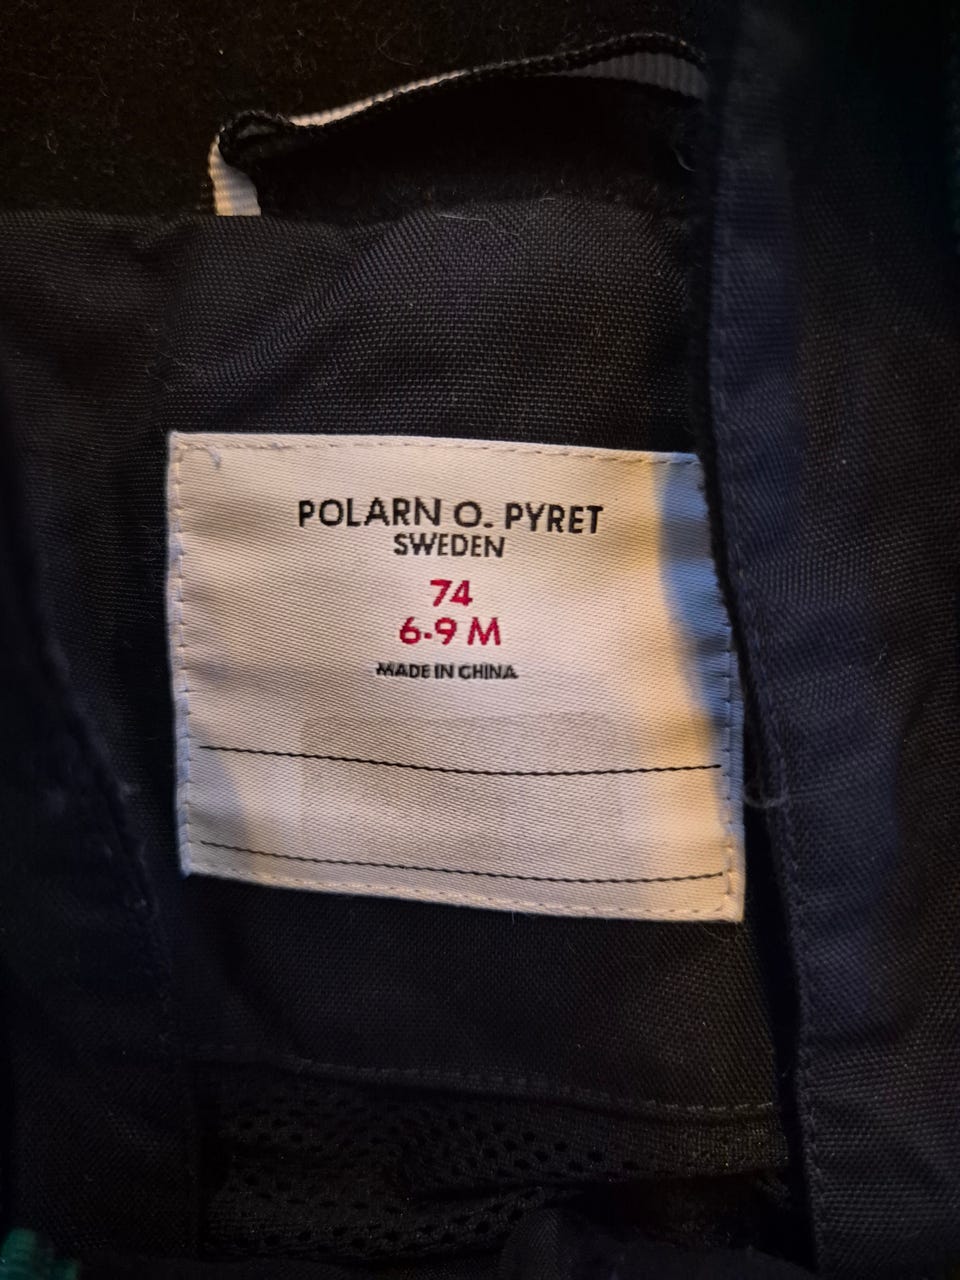 POLARN O. PYRET
SWEDEN
74
6-9 M
MADE IN CHINA